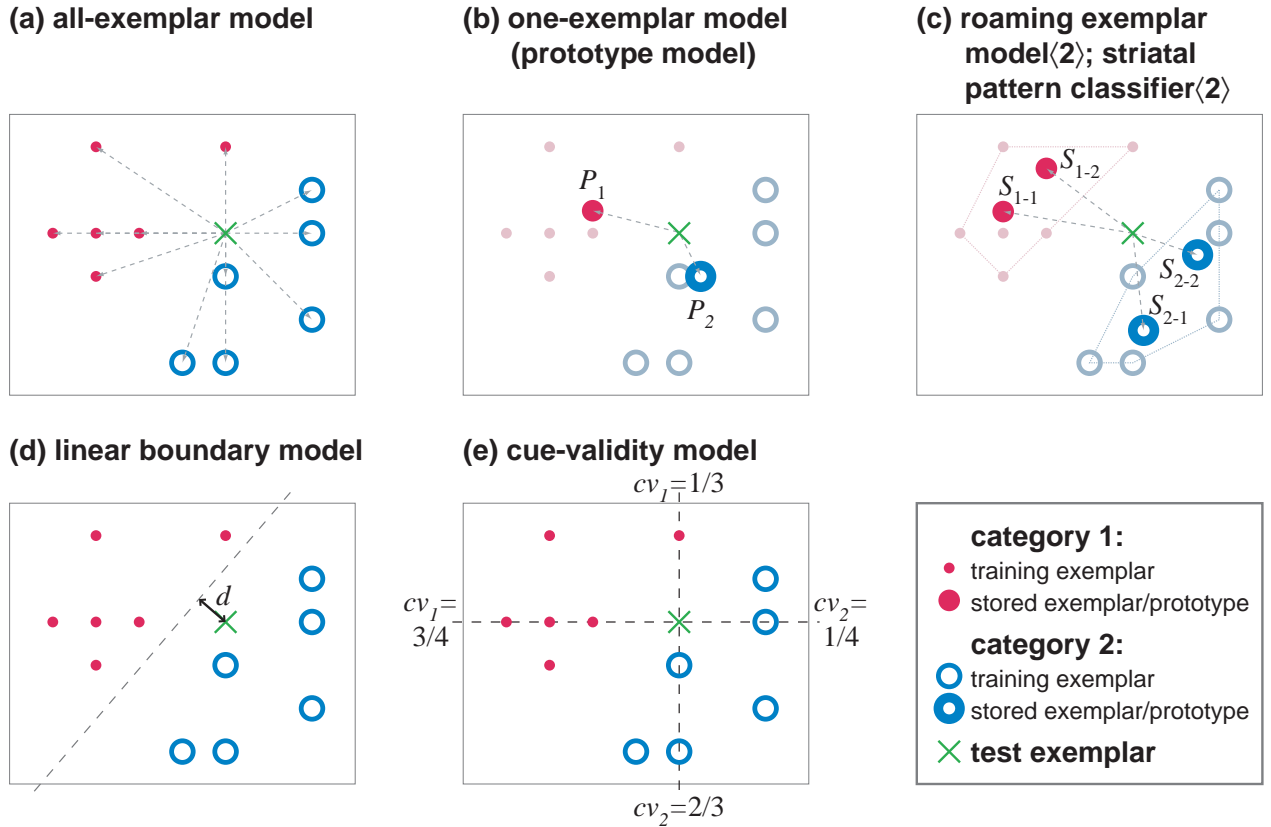 (a) all-exemplar model
(b) one-exemplar model
(prototype model)
(c) roaming exemplar
model⟨2⟩; striatal
pattern classifier⟨2⟩
P1
P2
S1-2
S1-1
S2-2
S2-1
(d) linear boundary model
(e) cue-validity model
d
cv1=1/3
cv1=
3/4
cv2=
1/4
cv2=2/3
category 1:
training exemplar
stored exemplar/prototype
category 2:
training exemplar
stored exemplar/prototype
test exemplar